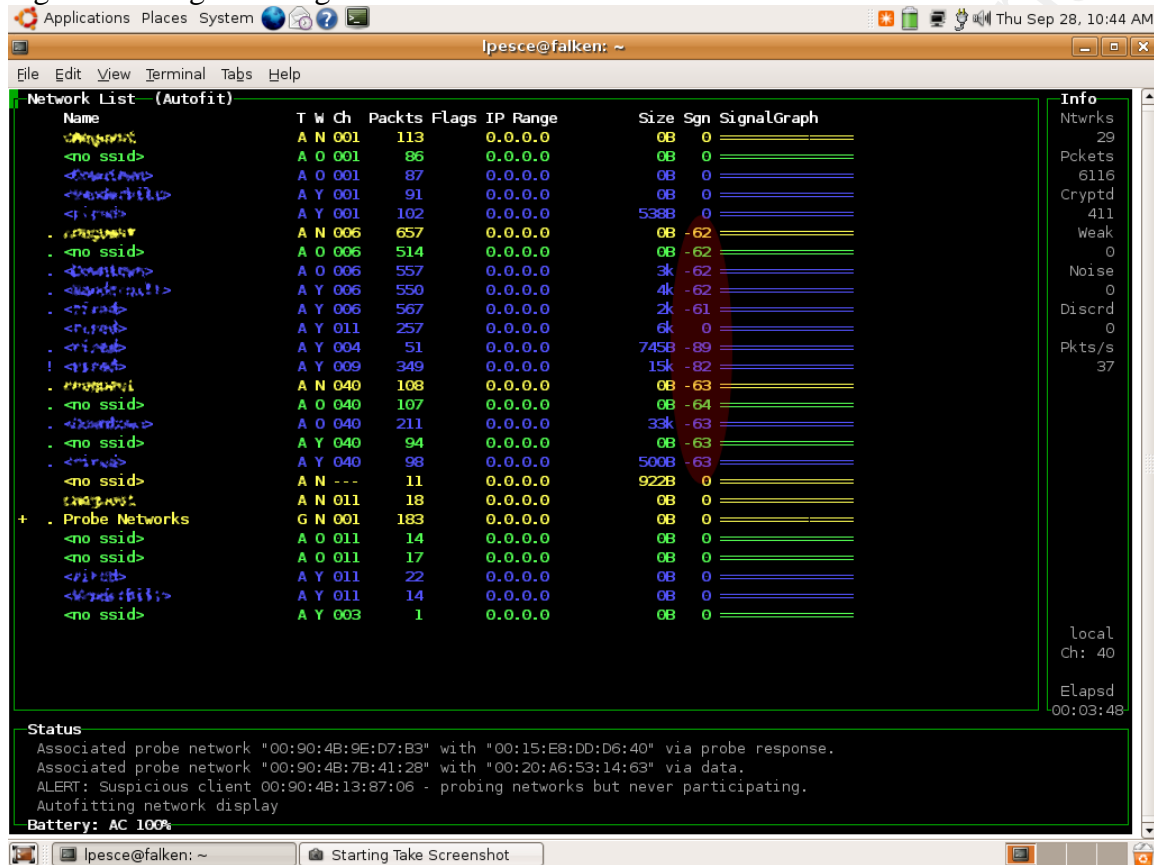 Applications Places System Thu Sep 28, 10:44 AM
lpesce@falken: ~
File Edit View Terminal Tabs Help
Network List (Autofit)
Name T W Ch Packts Flags IP Range Size Sgn SignalGraph
A N 001 113 0.0.0.0 0B 0
<no ssid> A O 001 86 0.0.0.0 0B 0
A O 001 87 0.0.0.0 0B 0
A Y 001 91 0.0.0.0 0B 0
A Y 001 102 0.0.0.0 538B 0
. A N 006 657 0.0.0.0 0B -62
. <no ssid> A O 006 514 0.0.0.0 0B -62
. A O 006 557 0.0.0.0 3k -62
. A Y 006 550 0.0.0.0 4k -62
. A Y 006 567 0.0.0.0 2k -61
A Y 011 257 0.0.0.0 6k 0
. A Y 004 51 0.0.0.0 745B -89
! A Y 009 349 0.0.0.0 15k -82
. A N 040 108 0.0.0.0 0B -63
. <no ssid> A O 040 107 0.0.0.0 0B -64
. A O 040 211 0.0.0.0 33k -63
. <no ssid> A Y 040 94 0.0.0.0 0B -63
. A Y 040 98 0.0.0.0 500B -63
<no ssid> A N --- 11 0.0.0.0 922B 0
A N 011 18 0.0.0.0 0B 0
+ . Probe Networks G N 001 183 0.0.0.0 0B 0
<no ssid> A O 011 14 0.0.0.0 0B 0
<no ssid> A O 011 17 0.0.0.0 0B 0
A Y 011 22 0.0.0.0 0B 0
A Y 011 14 0.0.0.0 0B 0
<no ssid> A Y 003 1 0.0.0.0 0B 0
Info
Ntwrks
29
Pckets
6116
Cryptd
411
Weak
0
Noise
0
Discrd
0
Pkts/s
37
local
Ch: 40
Elapsd
00:03:48
Status
Associated probe network "00:90:4B:9E:D7:B3" with "00:15:E8:DD:D6:40" via probe response.
Associated probe network "00:90:4B:7B:41:28" with "00:20:A6:53:14:63" via data.
ALERT: Suspicious client 00:90:4B:13:87:06 - probing networks but never participating.
Autofitting network display
Battery: AC 100%
lpesce@falken: ~ Starting Take Screenshot